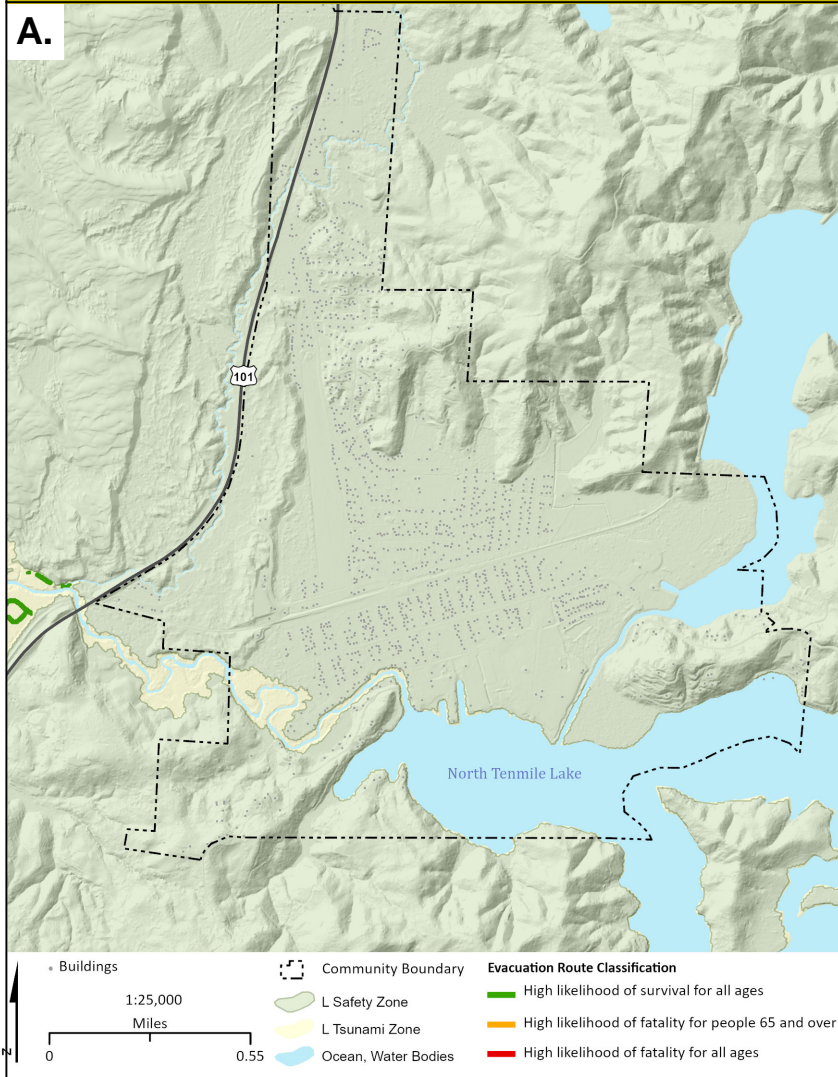 A.
101
North Tenmile Lake
Buildings
1:25,000
Miles
0 0.55
N
Community Boundary
L Safety Zone
L Tsunami Zone
Ocean, Water Bodies
Evacuation Route Classification
High likelihood of survival for all ages
High likelihood of fatality for people 65 and over
High likelihood of fatality for all ages